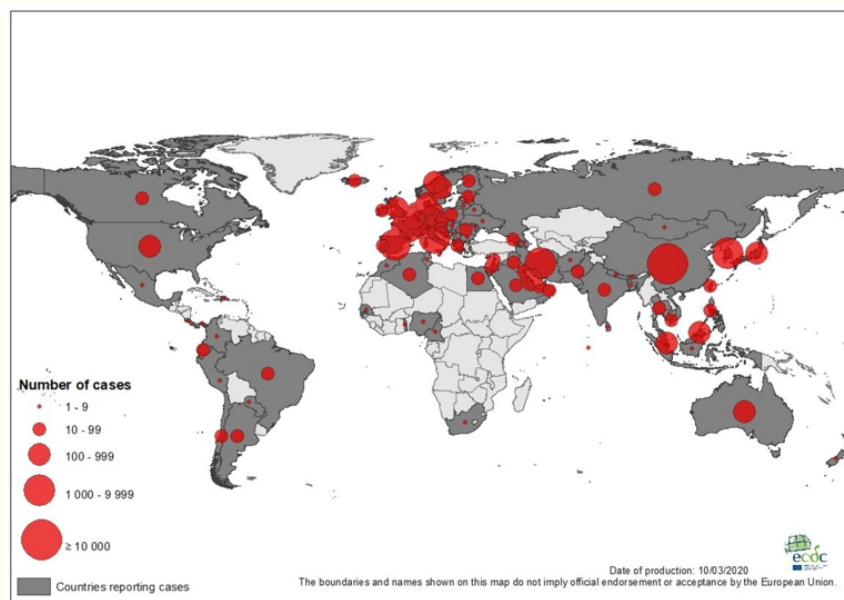 Number of cases
1 - 9
10 - 99
100 - 999
1 000 - 9 999
≥ 10 000
Countries reporting cases
ecdc
Date of production: 10/03/2020
The boundaries and names shown on this map do not imply official endorsement or acceptance by the European Union.